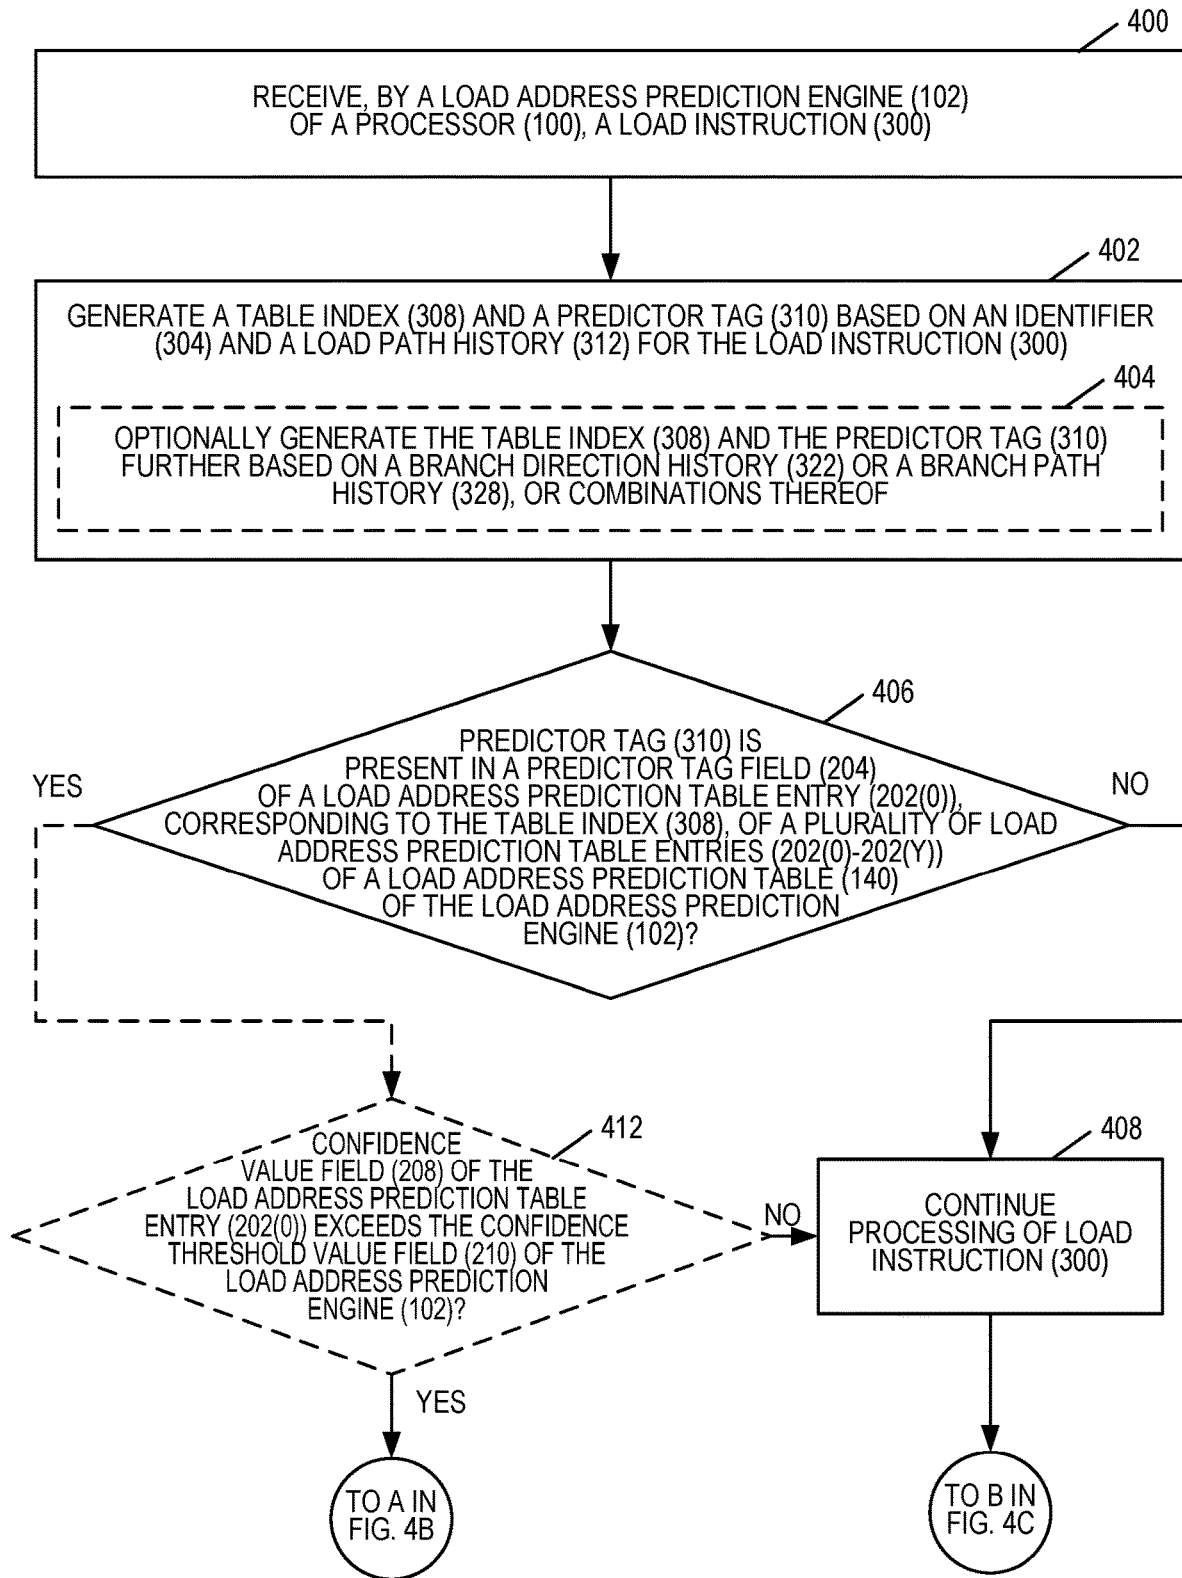 400
RECEIVE, BY A LOAD ADDRESS PREDICTION ENGINE (102)
OF A PROCESSOR (100), A LOAD INSTRUCTION (300)
402
GENERATE A TABLE INDEX (308) AND A PREDICTOR TAG (310) BASED ON AN IDENTIFIER
(304) AND A LOAD PATH HISTORY (312) FOR THE LOAD INSTRUCTION (300)
404
OPTIONALLY GENERATE THE TABLE INDEX (308) AND THE PREDICTOR TAG (310)
FURTHER BASED ON A BRANCH DIRECTION HISTORY (322) OR A BRANCH PATH
HISTORY (328), OR COMBINATIONS THEREOF
406
PREDICTOR TAG (310) IS
PRESENT IN A PREDICTOR TAG FIELD (204)
OF A LOAD ADDRESS PREDICTION TABLE ENTRY (202(0)),
CORRESPONDING TO THE TABLE INDEX (308), OF A PLURALITY OF LOAD
ADDRESS PREDICTION TABLE ENTRIES (202(0)-202(Y))
OF A LOAD ADDRESS PREDICTION TABLE (140)
OF THE LOAD ADDRESS PREDICTION
ENGINE (102)?
YES
NO
412
CONFIDENCE
VALUE FIELD (208) OF THE
LOAD ADDRESS PREDICTION TABLE
ENTRY (202(0)) EXCEEDS THE CONFIDENCE
THRESHOLD VALUE FIELD (210) OF THE
LOAD ADDRESS PREDICTION
ENGINE (102)?
NO
408
CONTINUE
PROCESSING OF LOAD
INSTRUCTION (300)
YES
TO A IN
FIG. 4B
TO B IN
FIG. 4C